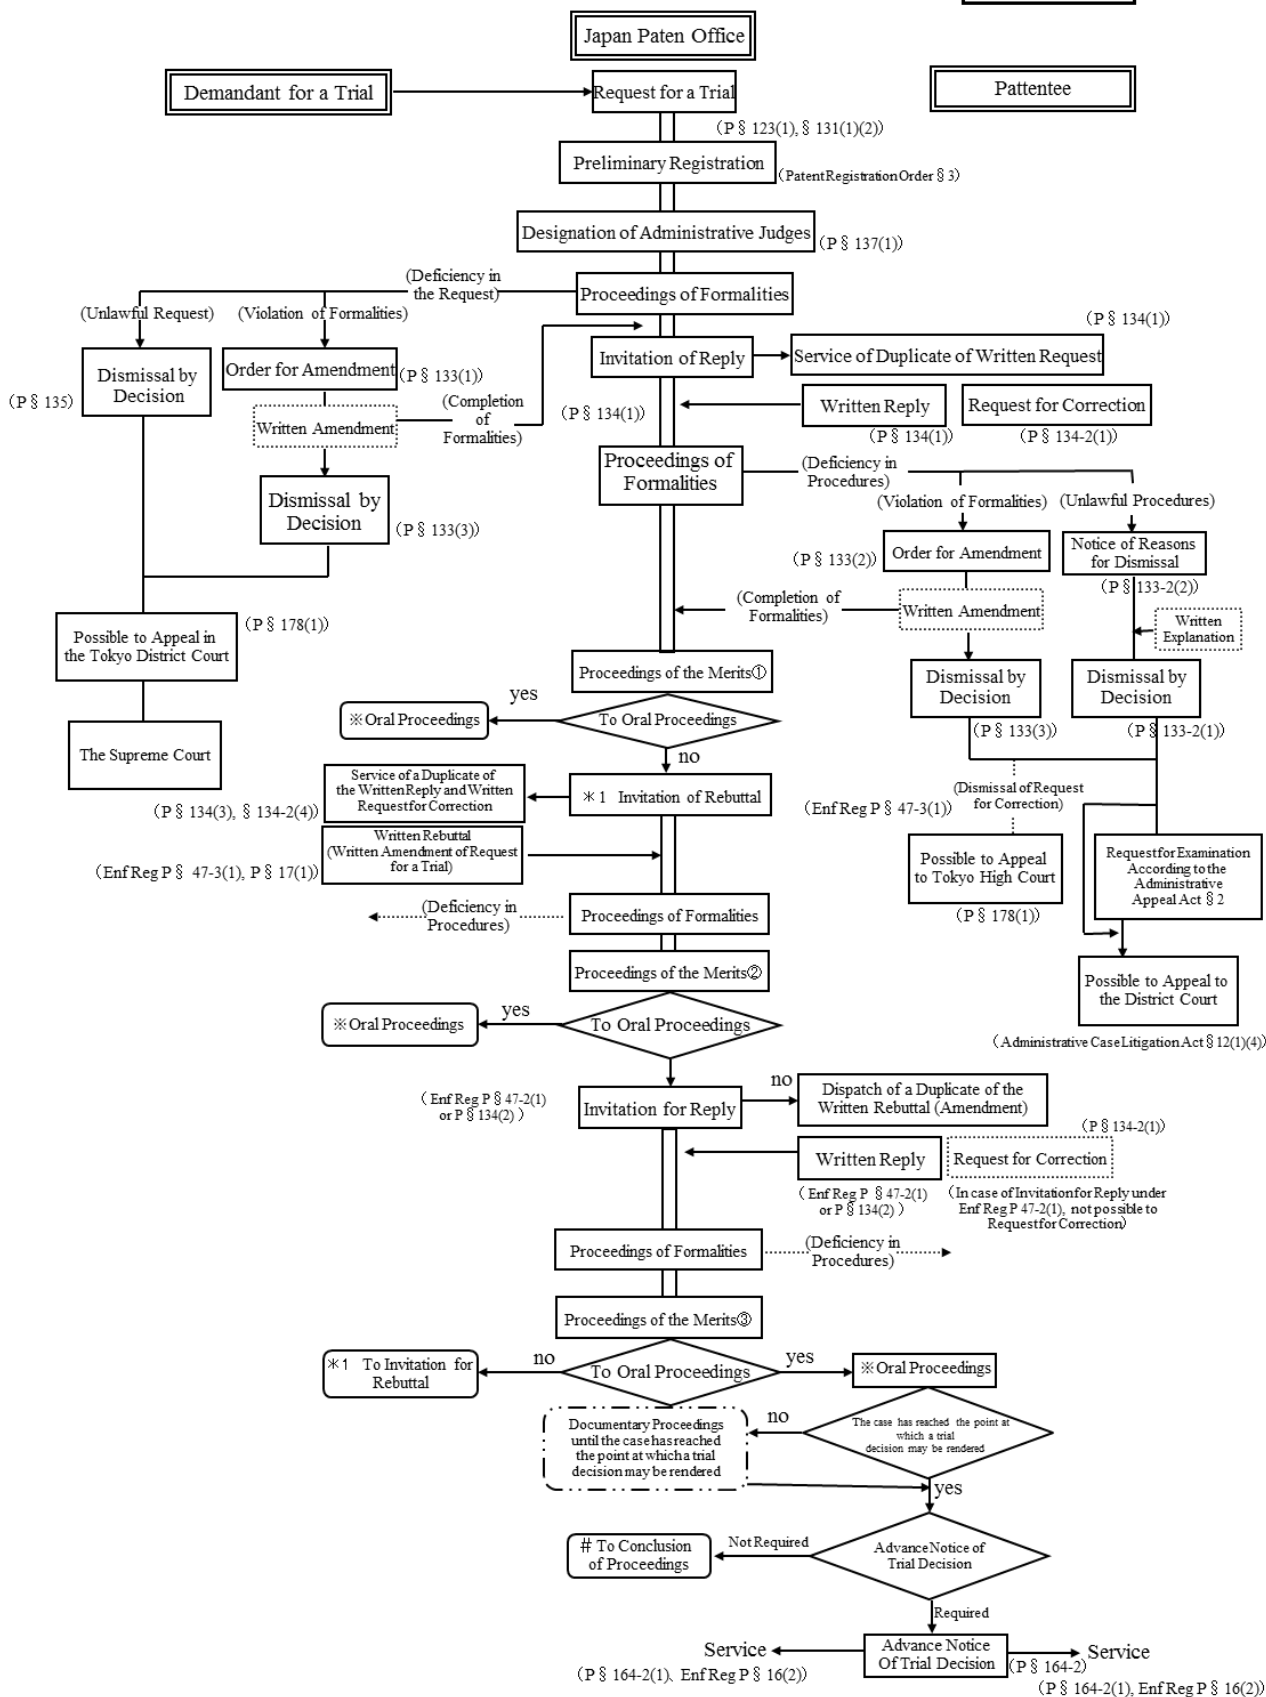 Japan Paten Office
Demandant for a Trial
Request for a Trial
Pattentee
(P§123(1),§131(1)(2))
Preliminary Registration
(Patent Registration Order§3)
Designation of Administrative Judges
(P§137(1))
(Deficiency in
the Request)
Proceedings of Formalities
(Unlawful Request)
(Violation of Formalities)
(P§134(1))
Dismissal by
Decision
(P§135)
Order for Amendment
(P§133(1))
Invitation of Reply
Service of Duplicate of Written Request
Written Amendment
(Completion
of
Formalities)
(P§134(1))
Written Reply
(P§134(1))
Request for Correction
(P§134-2(1))
Proceedings of
Formalities
(Deficiency in
Procedures)
Dismissal by
Decision
(P§133(3))
(Violation of Formalities)
(Unlawful Procedures)
(P§133(2))
Order for Amendment
Notice of Reasons
for Dismissal
(P§133-2(2))
(Completion of
Formalities)
Written Amendment
Written
Explanation
Possible to Appeal in
the Tokyo District Court
(P§178(1))
Proceedings of the Merits①
Dismissal by
Decision
(P§133(3))
Dismissal by
Decision
(P§133-2(1))
yes
※Oral Proceedings
To Oral Proceedings
no
The Supreme Court
Service of a Duplicate of
the Written Reply and Written
Request for Correction
(P§134(3), §134-2(4))
*1 Invitation of Rebuttal
(Dismissal of Request
for Correction)
(Enf Reg P§47-3(1))
Written Rebuttal
(Written Amendment of Request
for a Trial)
(Enf Reg P§ 47-3(1), P§17(1))
Possible to Appeal
to Tokyo High Court
(P§178(1))
Request for Examination
According to the
Administrative
Appeal Act §2
(Deficiency in
Procedures)
Proceedings of Formalities
Proceedings of the Merits②
Possible to Appeal to
the District Court
(Administrative Case Litigation Act§12(1)(4))
yes
※Oral Proceedings
To Oral Proceedings
(Enf Reg P§47-2(1)
or P§134(2))
Invitation for Reply
no
Dispatch of a Duplicate of the
Written Rebuttal (Amendment)
(P§134-2(1))
Written Reply
Request for Correction
(Enf Reg P §47-2(1)
or P§134(2))
(In case of Invitation for Reply under
Enf Reg P 47-2(1), not possible to
Request for Correction)
Proceedings of Formalities
(Deficiency in
Procedures)
Proceedings of the Merits③
*1 To Invitation for
Rebuttal
no
To Oral Proceedings
yes
※Oral Proceedings
Documentary Proceedings
until the case has reached
the point at which a trial
decision may be rendered
no
The case has reached the point at
which a trial
decision may be rendered
yes
# To Conclusion
of Proceedings
Not Required
Advance Notice of
Trial Decision
Required
Service
(P§164-2(1), Enf Reg P§16(2))
Advance Notice
Of Trial Decision
(P§164-2)
Service
(P§164-2(1), Enf Reg P§16(2))